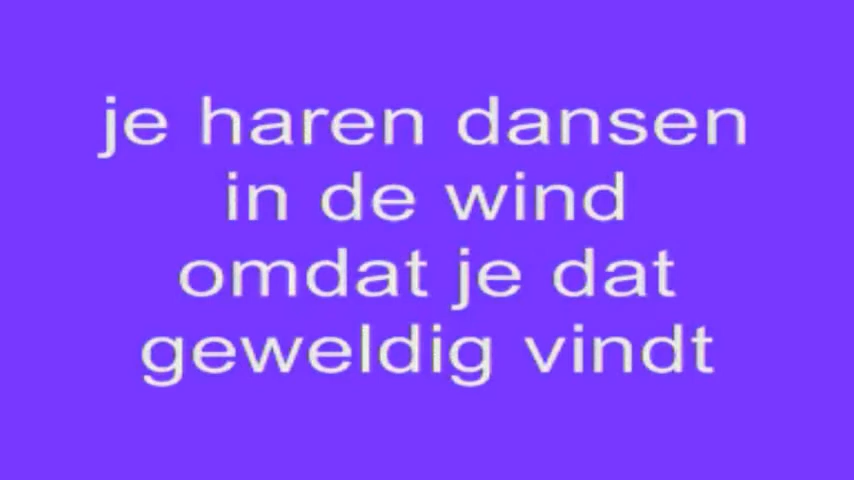 je haren dansen
in de wind
omdat je dat
geweldig vindt